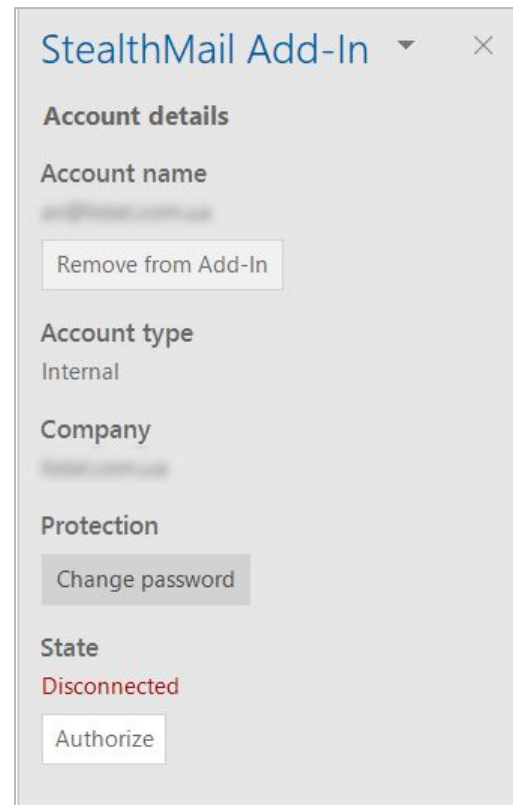 StealthMail Add-In
Account details
Account name
Remove from Add-In
Account type
Internal
Company
Protection
Change password
State
Disconnected
Authorize